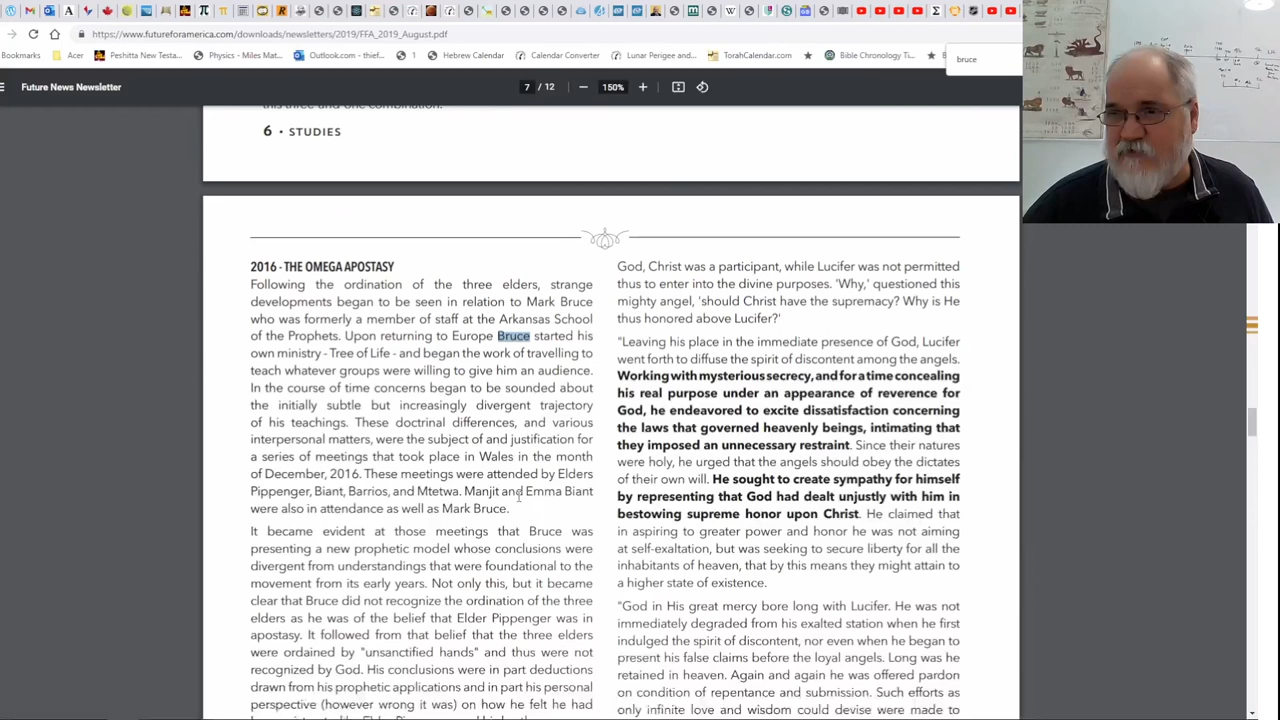 https://www.futureforamerica.com/downloads/newsletters/2019/FFA_2019_August.pdf
Bookmarks
Acer
Peshitta New Testa...
Physics - Miles Mat...
Outlook.com - thief...
1
Hebrew Calendar
Calendar Converter
Lunar Perigee and...
TorahCalendar.com
Bible Chronology Ti...
bruce
Future News Newsletter
7 / 12
150%
this three and one combination.
6 • STUDIES
2016 - THE OMEGA APOSTASY
Following the ordination of the three elders, strange
developments began to be seen in relation to Mark Bruce
who was formerly a member of staff at the Arkansas School
of the Prophets. Upon returning to Europe Bruce started his
own ministry - Tree of Life - and began the work of travelling to
teach whatever groups were willing to give him an audience.
In the course of time concerns began to be sounded about
the initially subtle but increasingly divergent trajectory
of his teachings. These doctrinal differences, and various
interpersonal matters, were the subject of and justification for
a series of meetings that took place in Wales in the month
of December, 2016. These meetings were attended by Elders
Pippenger, Biant, Barrios, and Mtetwa. Manjit and Emma Biant
were also in attendance as well as Mark Bruce.
It became evident at those meetings that Bruce was
presenting a new prophetic model whose conclusions were
divergent from understandings that were foundational to the
movement from its early years. Not only this, but it became
clear that Bruce did not recognize the ordination of the three
elders as he was of the belief that Elder Pippenger was in
apostasy. It followed from that belief that the three elders
were ordained by "unsanctified hands" and thus were not
recognized by God. His conclusions were in part deductions
drawn from his prophetic applications and in part his personal
perspective (however wrong it was) on how he felt he had
God, Christ was a participant, while Lucifer was not permitted
thus to enter into the divine purposes. 'Why,' questioned this
mighty angel, 'should Christ have the supremacy? Why is He
thus honored above Lucifer?'
"Leaving his place in the immediate presence of God, Lucifer
went forth to diffuse the spirit of discontent among the angels.
Working with mysterious secrecy, and for a time concealing
his real purpose under an appearance of reverence for
God, he endeavored to excite dissatisfaction concerning
the laws that governed heavenly beings, intimating that
they imposed an unnecessary restraint. Since their natures
were holy, he urged that the angels should obey the dictates
of their own will. He sought to create sympathy for himself
by representing that God had dealt unjustly with him in
bestowing supreme honor upon Christ. He claimed that
in aspiring to greater power and honor he was not aiming
at self-exaltation, but was seeking to secure liberty for all the
inhabitants of heaven, that by this means they might attain to
a higher state of existence.
"God in His great mercy bore long with Lucifer. He was not
immediately degraded from his exalted station when he first
indulged the spirit of discontent, nor even when he began to
present his false claims before the loyal angels. Long was he
retained in heaven. Again and again he was offered pardon
on condition of repentance and submission. Such efforts as
only infinite love and wisdom could devise were made to